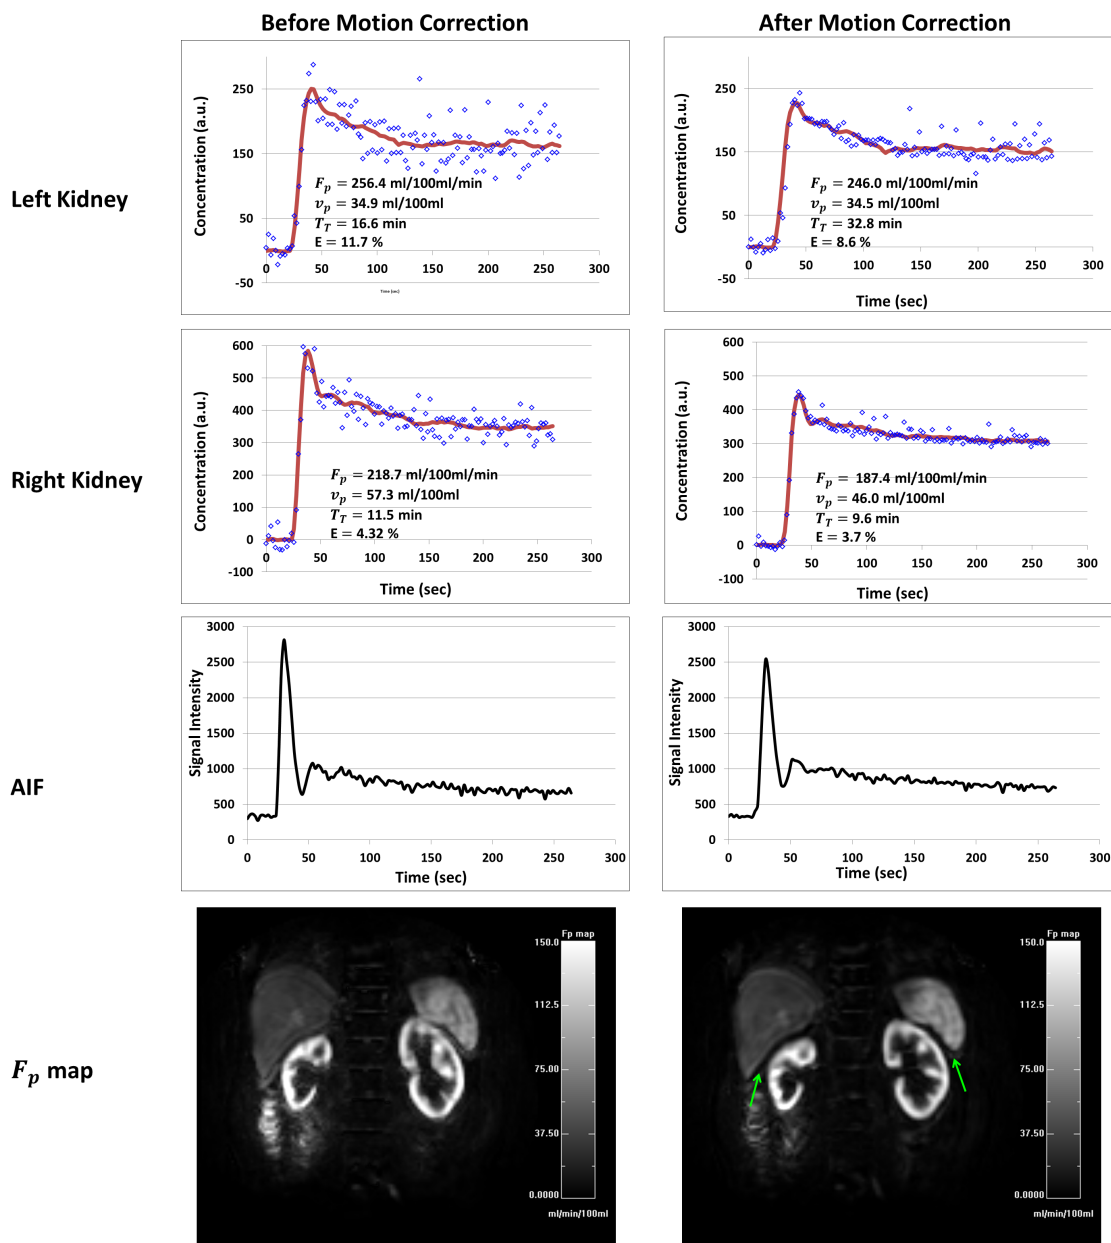 Before Motion Correction
After Motion Correction
Left Kidney
Concentration (a.u.)
250
150
50
-50
0
50
100
150
200
250
300
Time (sec)
𝐹𝑝 = 256.4 ml/100ml/min
𝑣𝑝 = 34.9 ml/100ml
𝑇𝑇 = 16.6 min
E = 11.7 %
Concentration (a.u.)
250
150
50
-50
0
50
100
150
200
250
300
Time (sec)
𝐹𝑝 = 246.0 ml/100ml/min
𝑣𝑝 = 34.5 ml/100ml
𝑇𝑇 = 32.8 min
E = 8.6 %
Right Kidney
Concentration (a.u.)
600
500
400
300
200
100
0
-100
0
50
100
150
200
250
300
Time (sec)
𝐹𝑝 = 218.7 ml/100ml/min
𝑣𝑝 = 57.3 ml/100ml
𝑇𝑇 = 11.5 min
E = 4.32 %
Concentration (a.u.)
600
500
400
300
200
100
0
-100
0
50
100
150
200
250
300
Time (sec)
𝐹𝑝 = 187.4 ml/100ml/min
𝑣𝑝 = 46.0 ml/100ml
𝑇𝑇 = 9.6 min
E = 3.7 %
AIF
Signal Intensity
3000
2500
2000
1500
1000
500
0
0
50
100
150
200
250
300
Time (sec)
Signal Intensity
3000
2500
2000
1500
1000
500
0
0
50
100
150
200
250
300
Time (sec)
𝐹𝑝 map
Fp map
150.0
112.5
75.00
37.50
0.0000
ml/min/100ml
Fp map
150.0
112.5
75.00
37.50
0.0000
ml/min/100ml